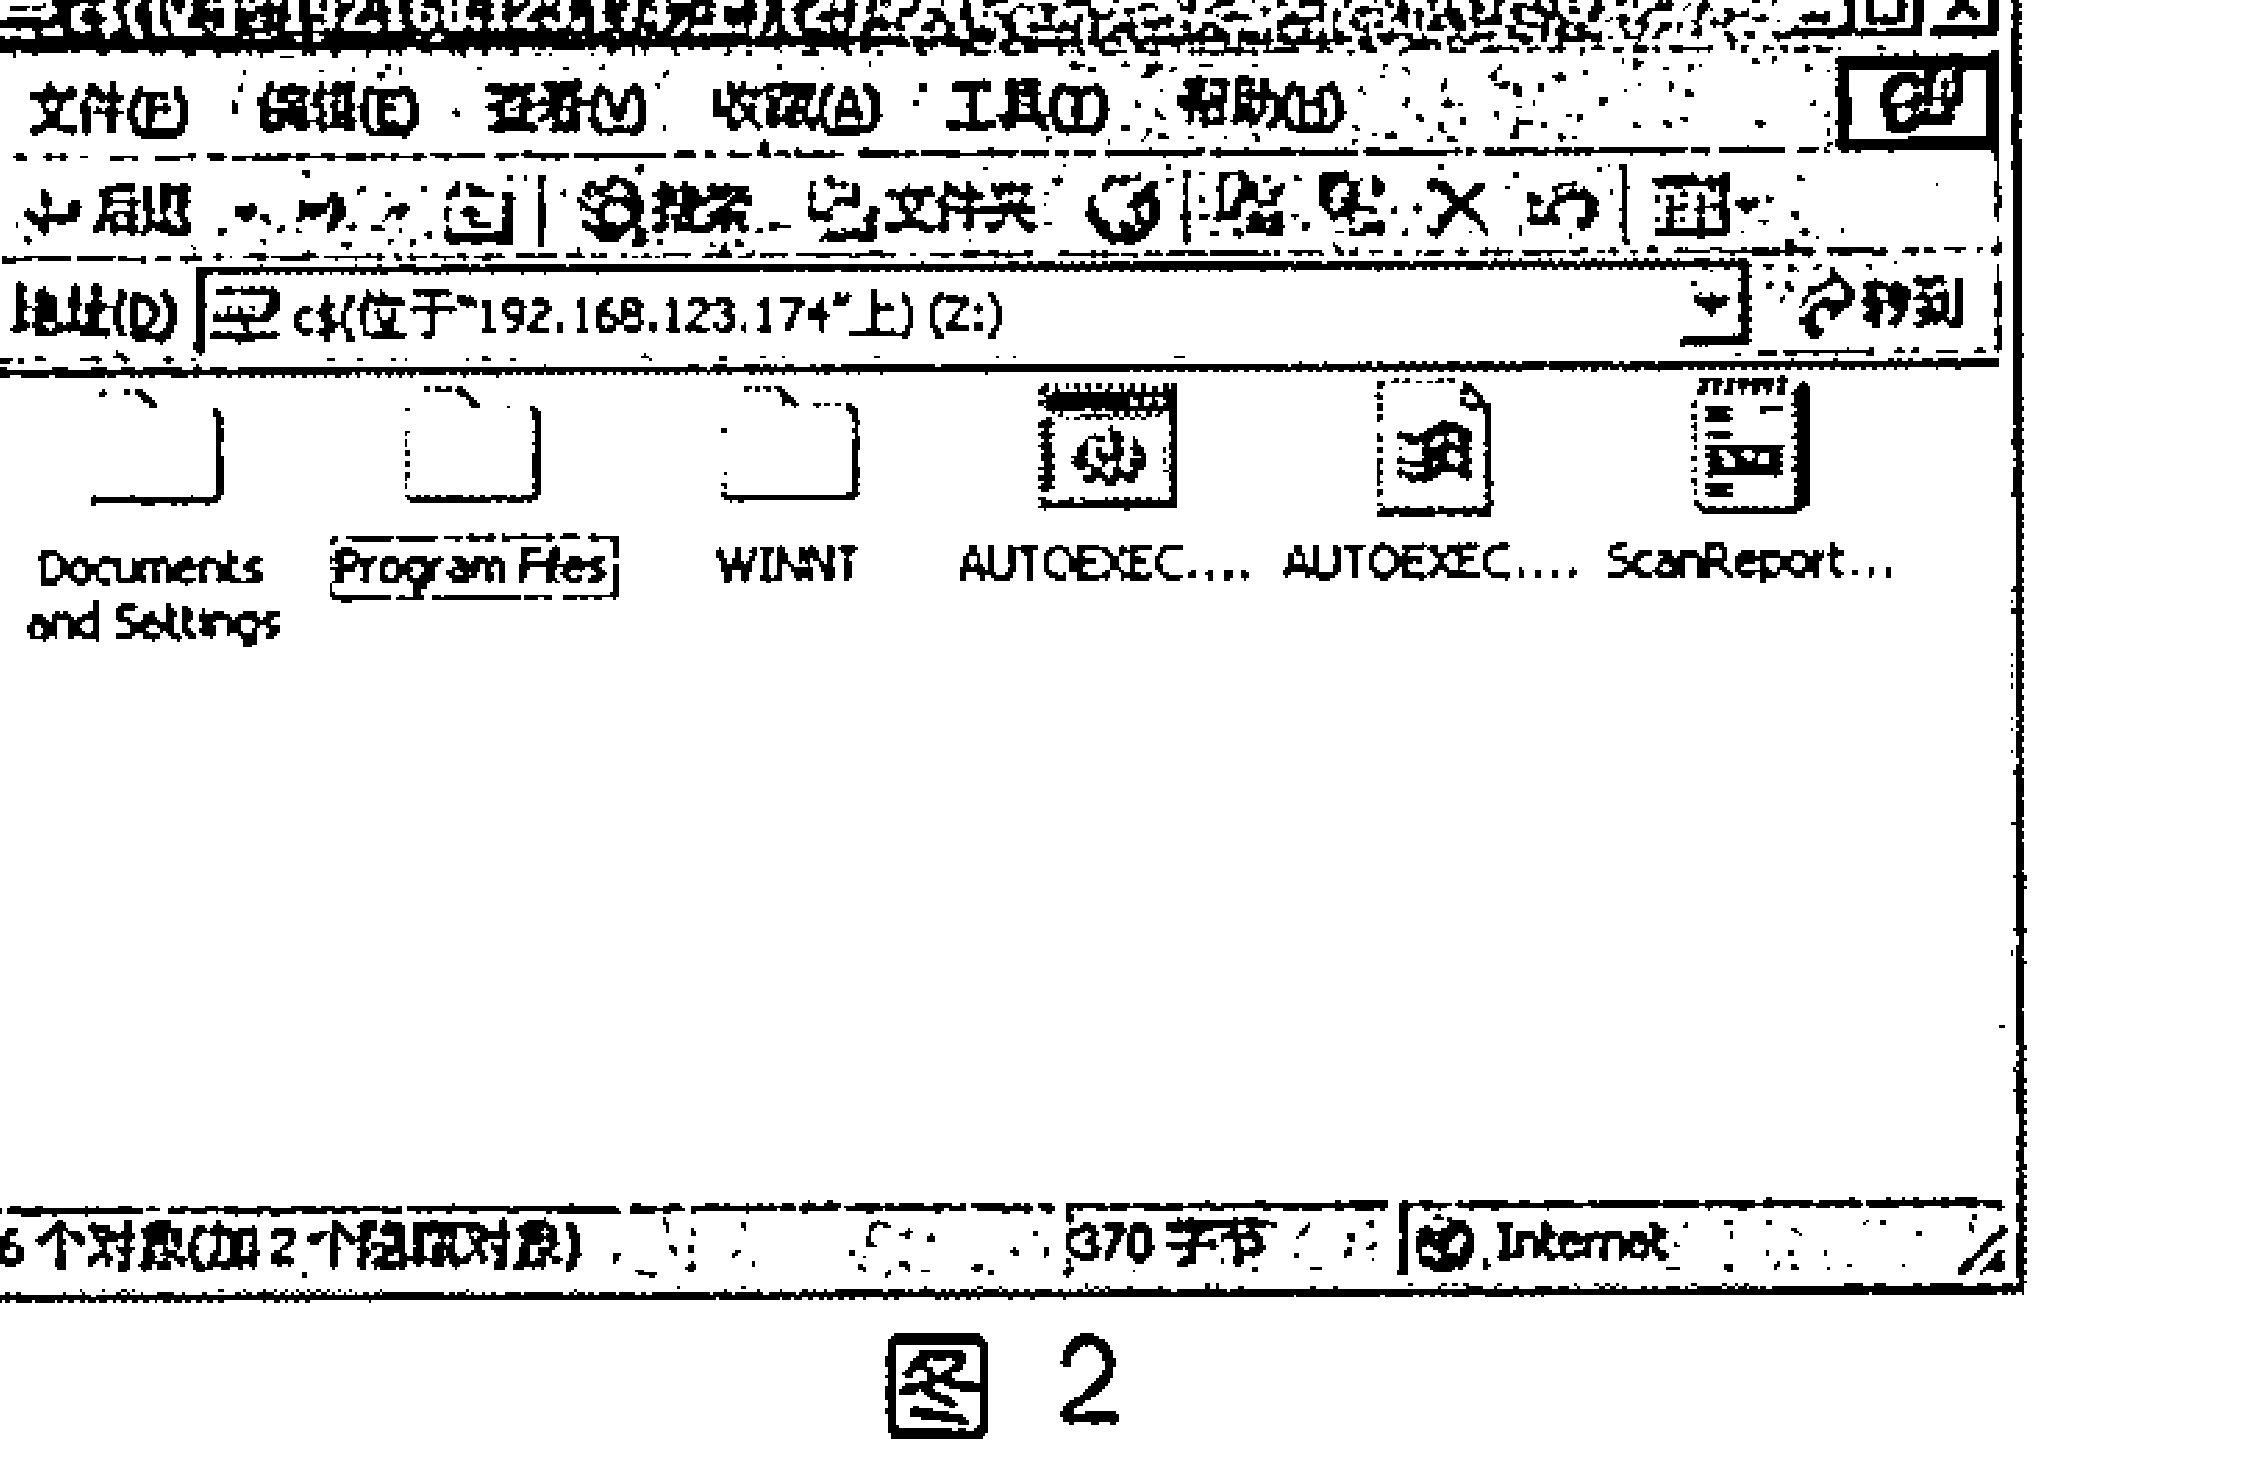 文件(F) 编辑(E) 查看(V) 收藏(A) 工具(T) 帮助(H)
后退 搜索 文件夹
地址(D) c$(位于"192.168.123.174"上) (Z:) 转到
Documents and Settings
Program Files
WINNT
AUTOEXEC....
AUTOEXEC....
ScanReport...
6 个对象(加 2 个隐藏对象) 370 字节 Internet
图 2